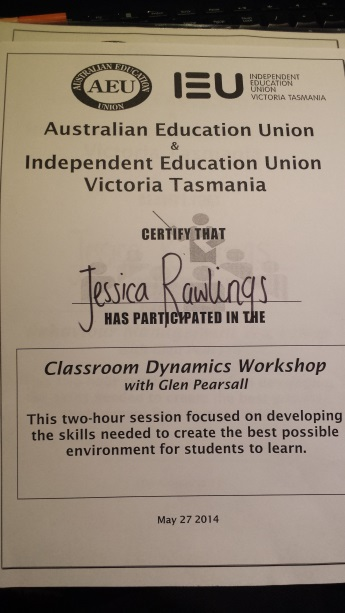 AUSTRALIAN EDUCATION
AEU
UNION
IEU
INDEPENDENT
EDUCATION
UNION
VICTORIA TASMANIA
Australian Education Union
&
Independent Education Union
Victoria Tasmania
CERTIFY THAT
Jessica Rawlings
HAS PARTICIPATED IN THE
Classroom Dynamics Workshop
with Glen Pearsall
This two-hour session focused on developing
the skills needed to create the best possible
environment for students to learn.
May 27 2014